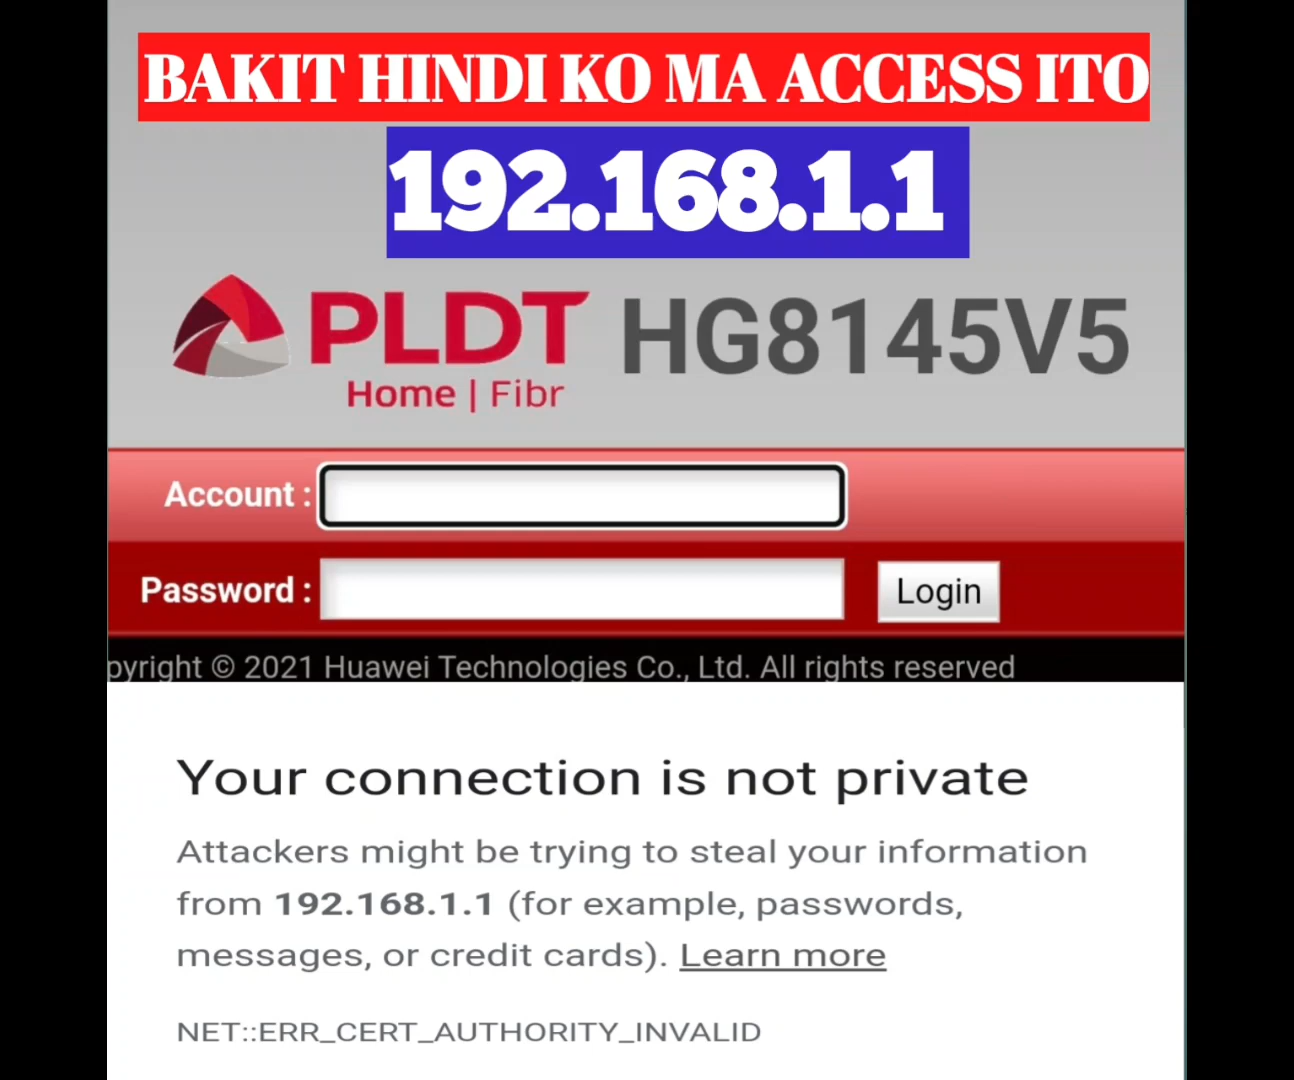 BAKIT HINDI KO MA ACCESS ITO
192.168.1.1
PLDT HG8145V5
Home | Fibr
Account :
Password : Login
pyright © 2021 Huawei Technologies Co., Ltd. All rights reserved
Your connection is not private
Attackers might be trying to steal your information
from 192.168.1.1 (for example, passwords,
messages, or credit cards). Learn more
NET::ERR_CERT_AUTHORITY_INVALID